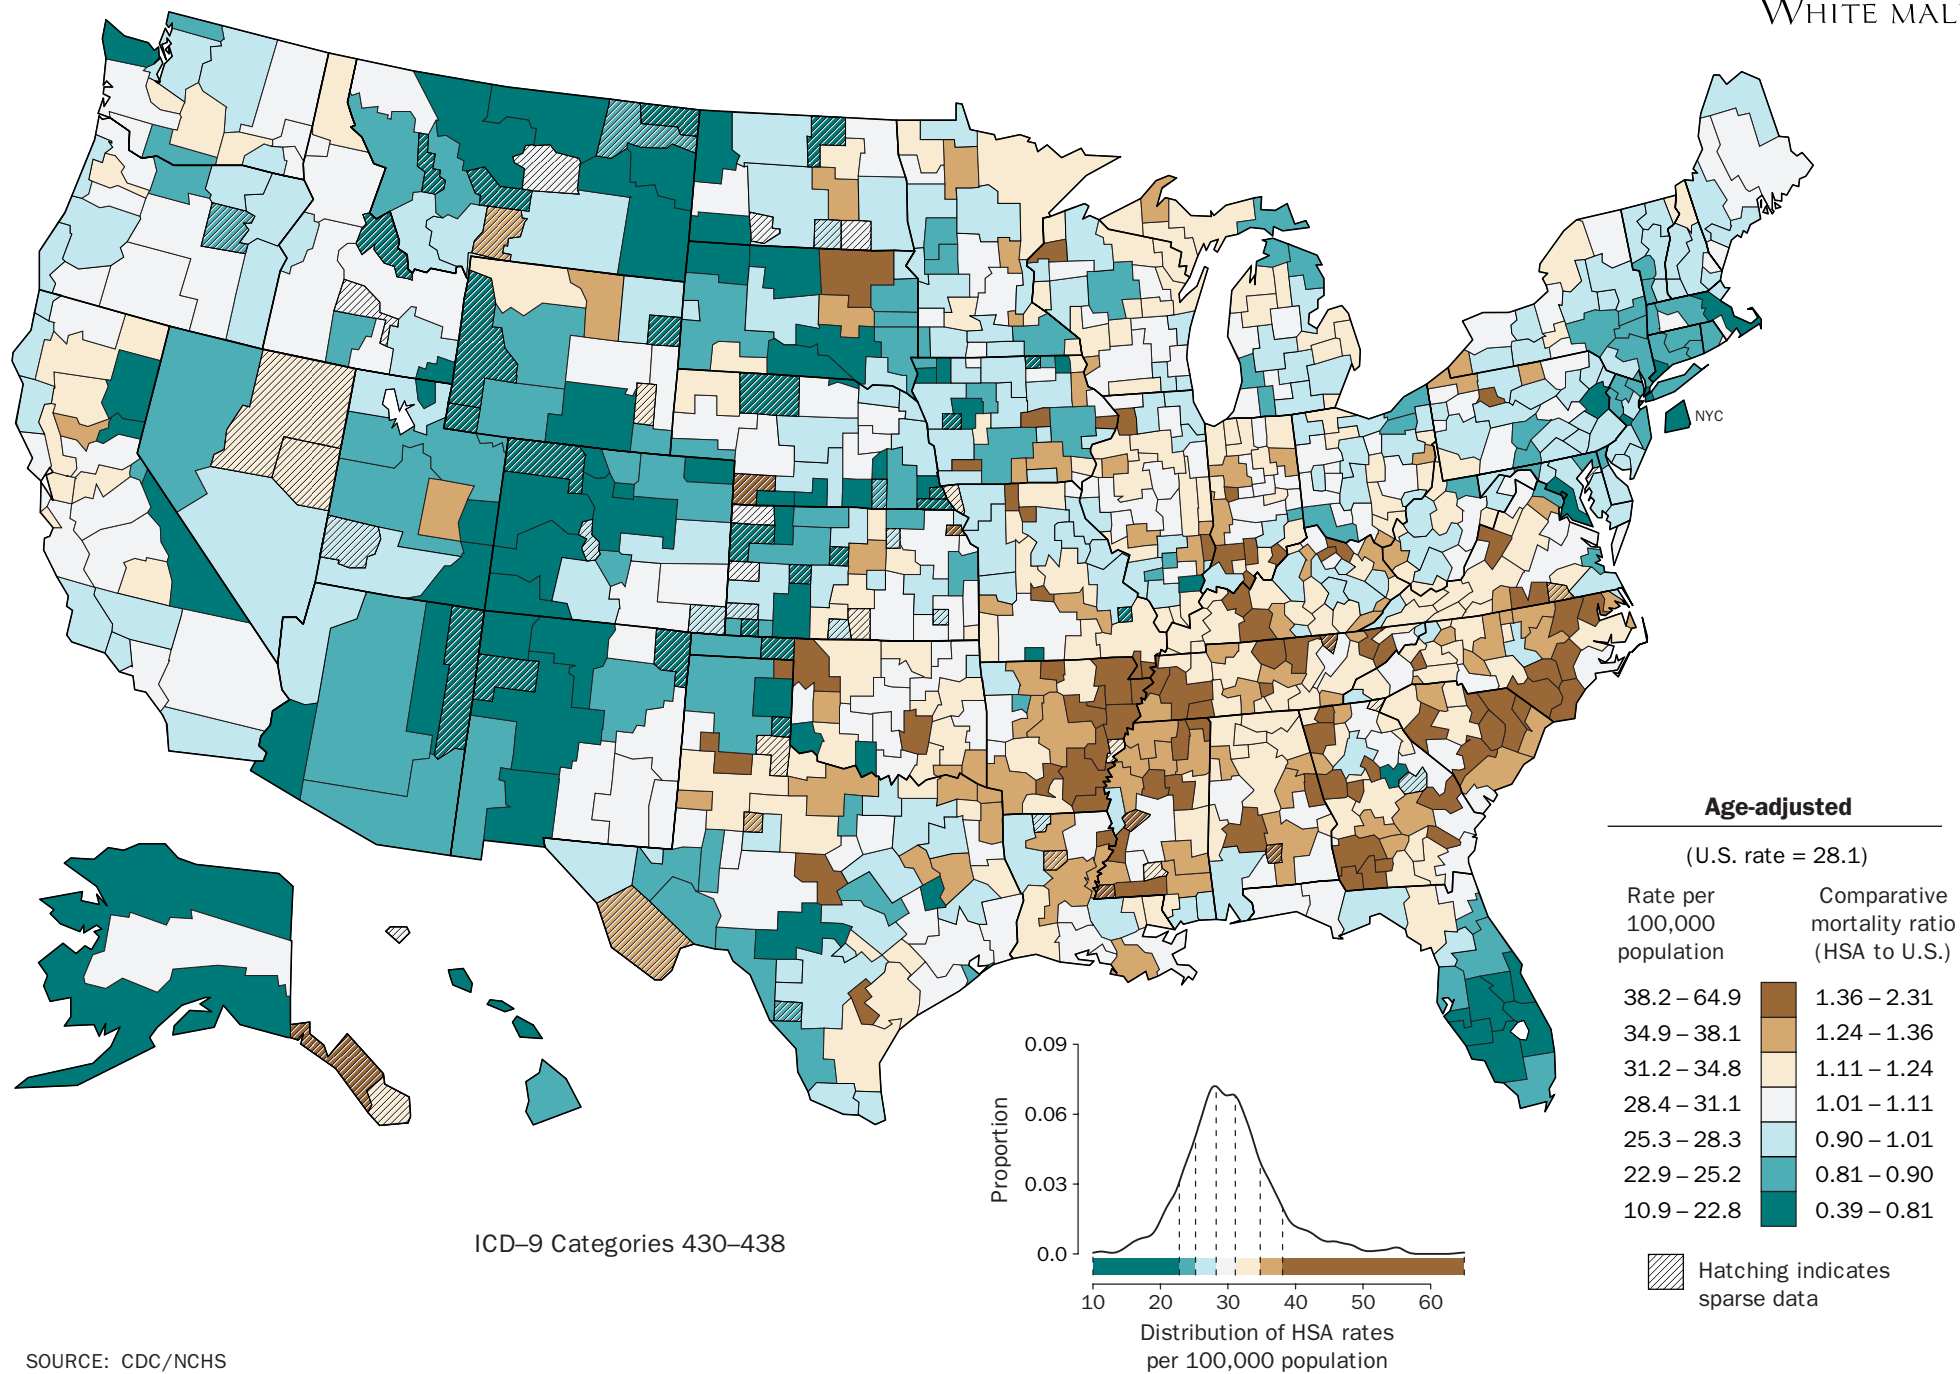 WHITE MAL
NYC
Age-adjusted
(U.S. rate = 28.1)
Rate per
100,000
population
Comparative
mortality ratio
(HSA to U.S.)
38.2 – 64.9 1.36 – 2.31
34.9 – 38.1 1.24 – 1.36
31.2 – 34.8 1.11 – 1.24
28.4 – 31.1 1.01 – 1.11
25.3 – 28.3 0.90 – 1.01
22.9 – 25.2 0.81 – 0.90
10.9 – 22.8 0.39 – 0.81
Hatching indicates
sparse data
0.09
0.06
0.03
0.0
Proportion
10 20 30 40 50 60
Distribution of HSA rates
per 100,000 population
ICD–9 Categories 430–438
SOURCE: CDC/NCHS